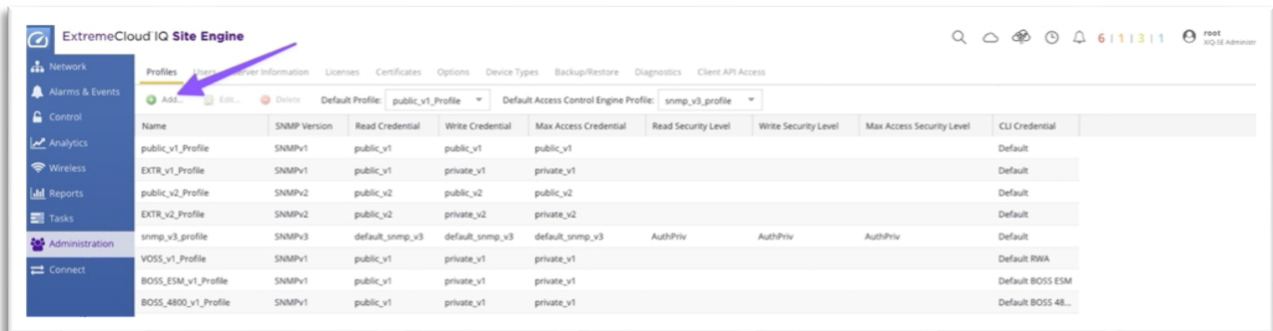 ExtremeCloud IQ Site Engine
6 | 1 | 3 | 1 root
XIQ-SE Administr
Network
Alarms & Events
Control
Analytics
Wireless
Reports
Tasks
Administration
Connect
Profiles Users Server Information Licenses Certificates Options Device Types Backup/Restore Diagnostics Client API Access
Add... Edit... Delete Default Profile: public_v1_Profile Default Access Control Engine Profile: snmp_v3_profile
Name SNMP Version Read Credential Write Credential Max Access Credential Read Security Level Write Security Level Max Access Security Level CLI Credential
public_v1_Profile SNMPv1 public_v1 public_v1 public_v1 Default
EXTR_v1_Profile SNMPv1 public_v1 private_v1 private_v1 Default
public_v2_Profile SNMPv2 public_v2 public_v2 public_v2 Default
EXTR_v2_Profile SNMPv2 public_v2 private_v2 private_v2 Default
snmp_v3_profile SNMPv3 default_snmp_v3 default_snmp_v3 default_snmp_v3 AuthPriv AuthPriv AuthPriv Default
VOSS_v1_Profile SNMPv1 public_v1 private_v1 private_v1 Default RWA
BOSS_ESM_v1_Profile SNMPv1 public_v1 private_v1 private_v1 Default BOSS ESM
BOSS_4800_v1_Profile SNMPv1 public_v1 private_v1 private_v1 Default BOSS 48...